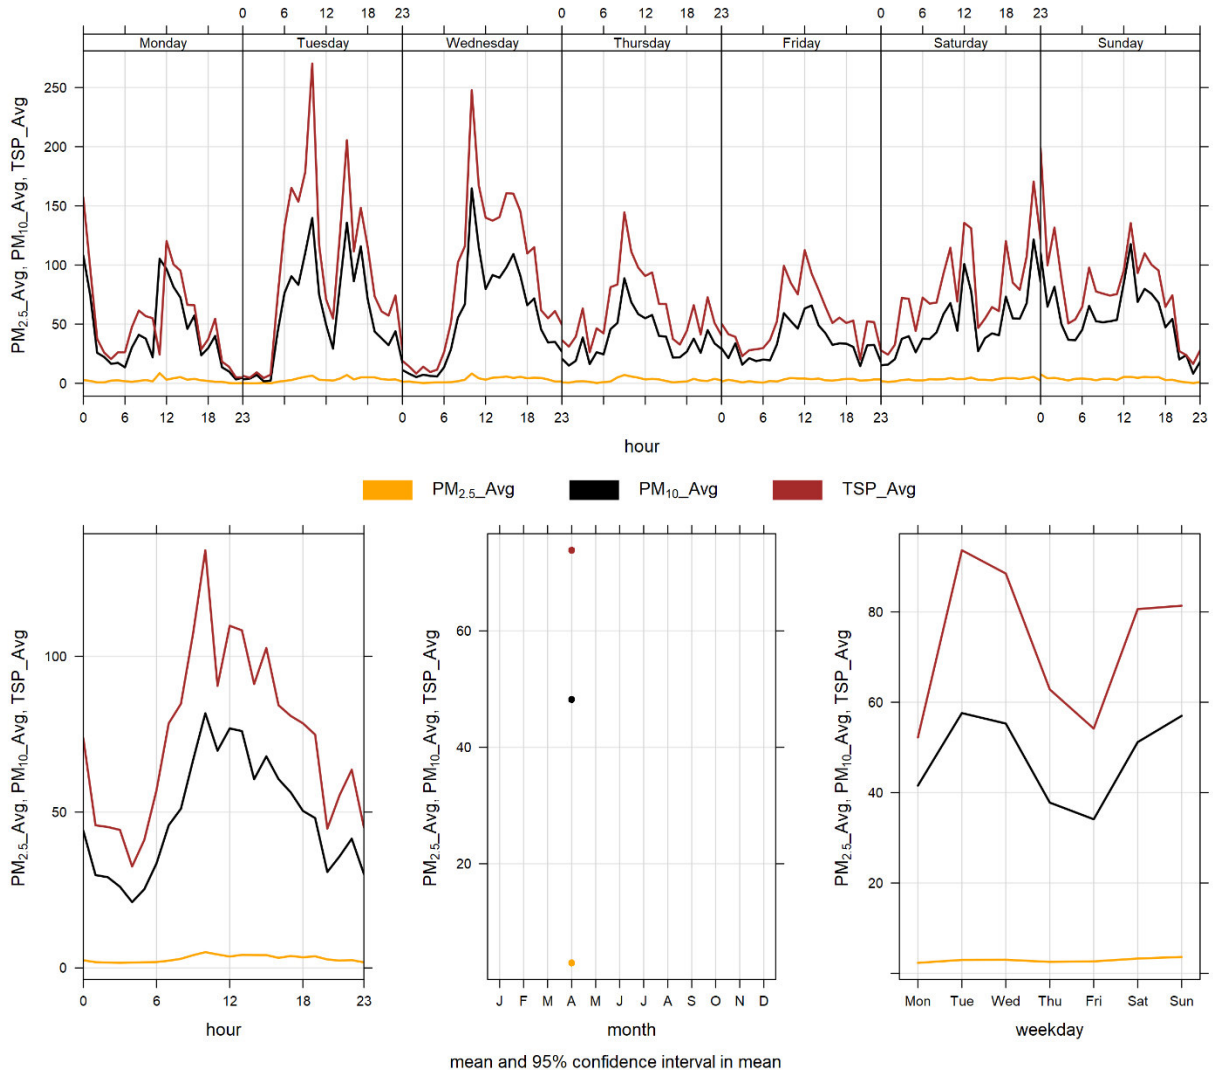 0 6 12 18 23 0 6 12 18 23 0 6 12 18 23
Monday Tuesday Wednesday Thursday Friday Saturday Sunday
PM2.5_Avg, PM10_Avg, TSP_Avg
250
200
150
100
50
0
0 6 12 18 23 0 6 12 18 23 0 6 12 18 23 0 6 12 18 23
hour
PM2.5_Avg PM10_Avg TSP_Avg
PM2.5_Avg, PM10_Avg, TSP_Avg
100
50
0
0 6 12 18 23
hour
PM2.5_Avg, PM10_Avg, TSP_Avg
60
40
20
J F M A M J J A S O N D
month
PM2.5_Avg, PM10_Avg, TSP_Avg
80
60
40
20
Mon Tue Wed Thu Fri Sat Sun
weekday
mean and 95% confidence interval in mean